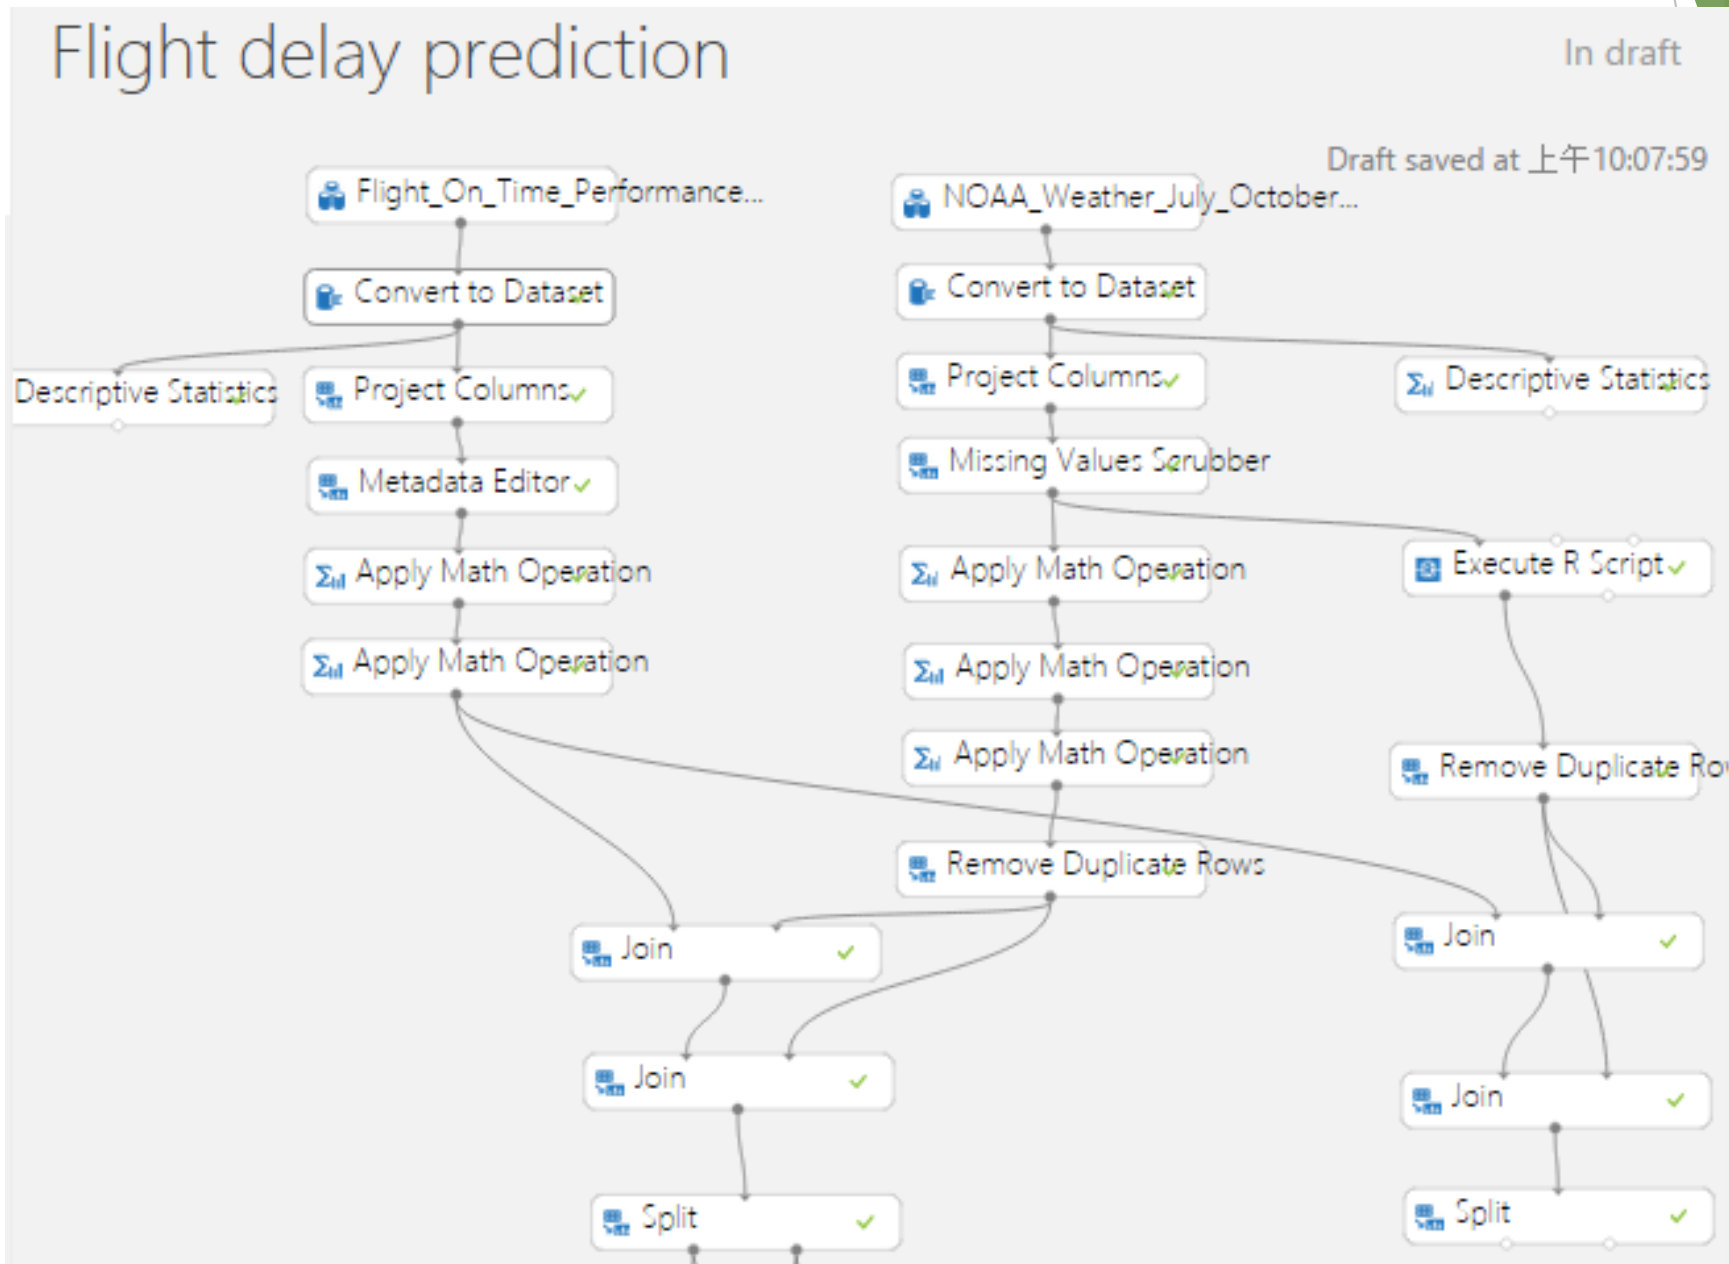 Flight delay prediction
In draft
Draft saved at 上午10:07:59
Flight_On_Time_Performance...
NOAA_Weather_July_October...
Convert to Dataset
Convert to Dataset
Descriptive Statistics
Project Columns
Project Columns
Descriptive Statistics
Metadata Editor
Missing Values Scrubber
Apply Math Operation
Apply Math Operation
Execute R Script
Apply Math Operation
Apply Math Operation
Apply Math Operation
Remove Duplicate Row
Remove Duplicate Rows
Join
Join
Join
Join
Split
Split